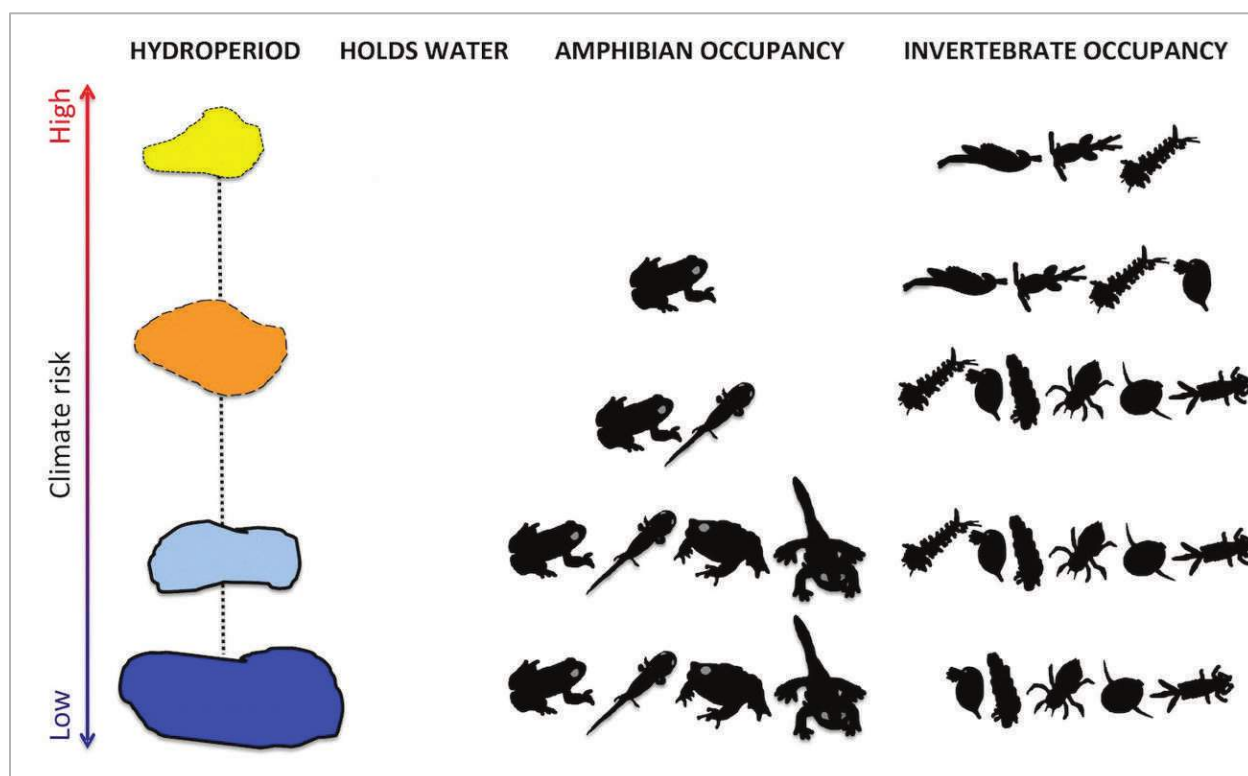 HYDROPERIOD HOLDS WATER AMPHIBIAN OCCUPANCY INVERTEBRATE OCCUPANCY
High
Climate risk
Low